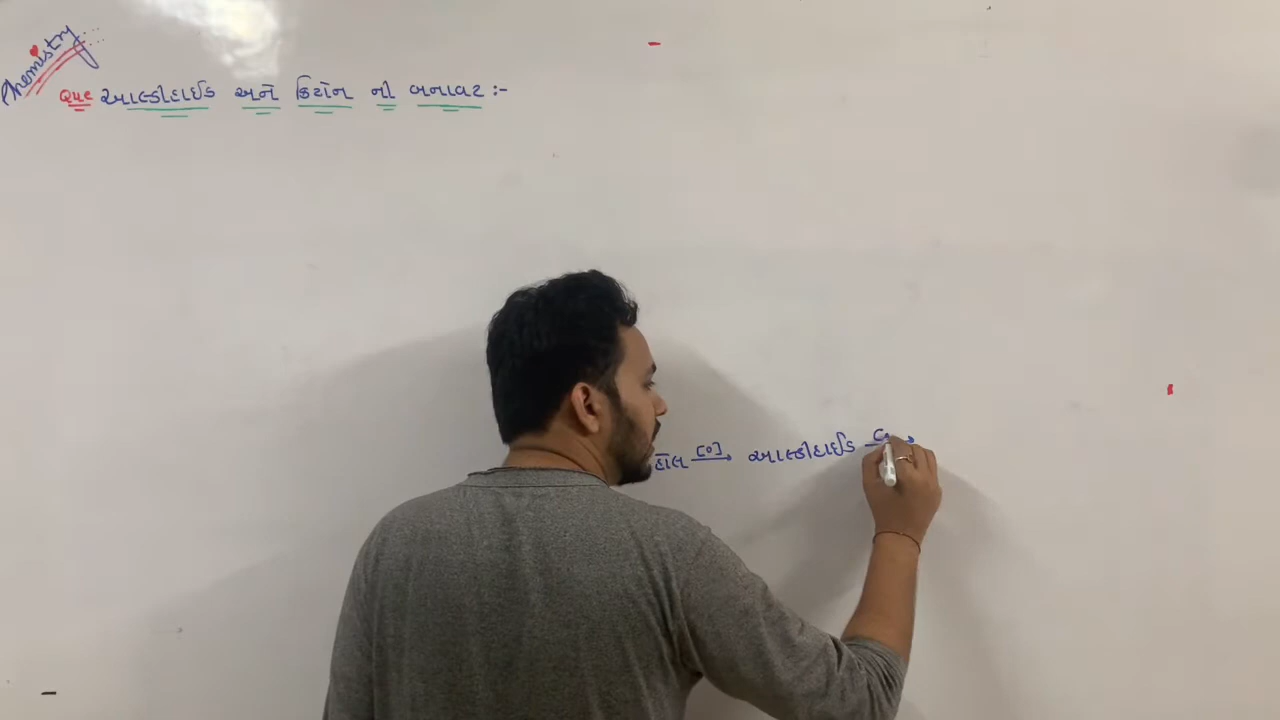 Chemistry
Que આલ્ડીહાઈડ અને કિટોન ની બનાવટ :-
હોલ [O]→ આલ્ડીહાઈડ →